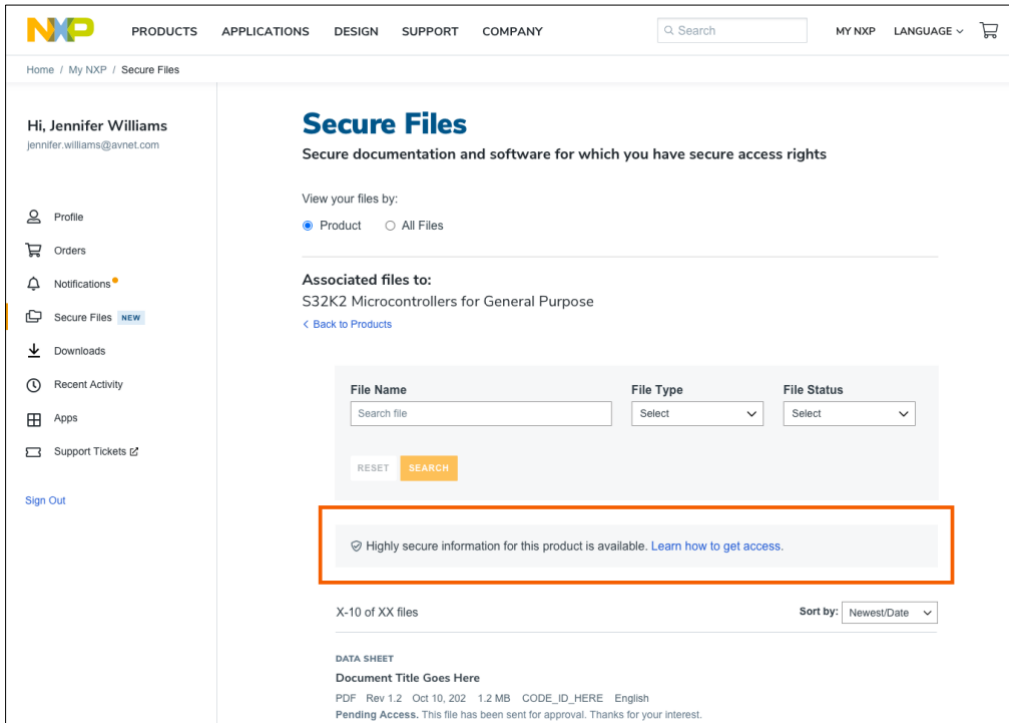 NXP PRODUCTS APPLICATIONS DESIGN SUPPORT COMPANY Search MY NXP LANGUAGE
Home / My NXP / Secure Files
Hi, Jennifer Williams
jennifer.williams@avnet.com
Profile
Orders
Notifications
Secure Files NEW
Downloads
Recent Activity
Apps
Support Tickets
Sign Out
Secure Files
Secure documentation and software for which you have secure access rights
View your files by:
Product All Files
Associated files to:
S32K2 Microcontrollers for General Purpose
< Back to Products
File Name File Type File Status
Search file Select Select
RESET SEARCH
Highly secure information for this product is available. Learn how to get access.
X-10 of XX files Sort by: Newest/Date
DATA SHEET
Document Title Goes Here
PDF Rev 1.2 Oct 10, 202 1.2 MB CODE_ID_HERE English
Pending Access. This file has been sent for approval. Thanks for your interest.